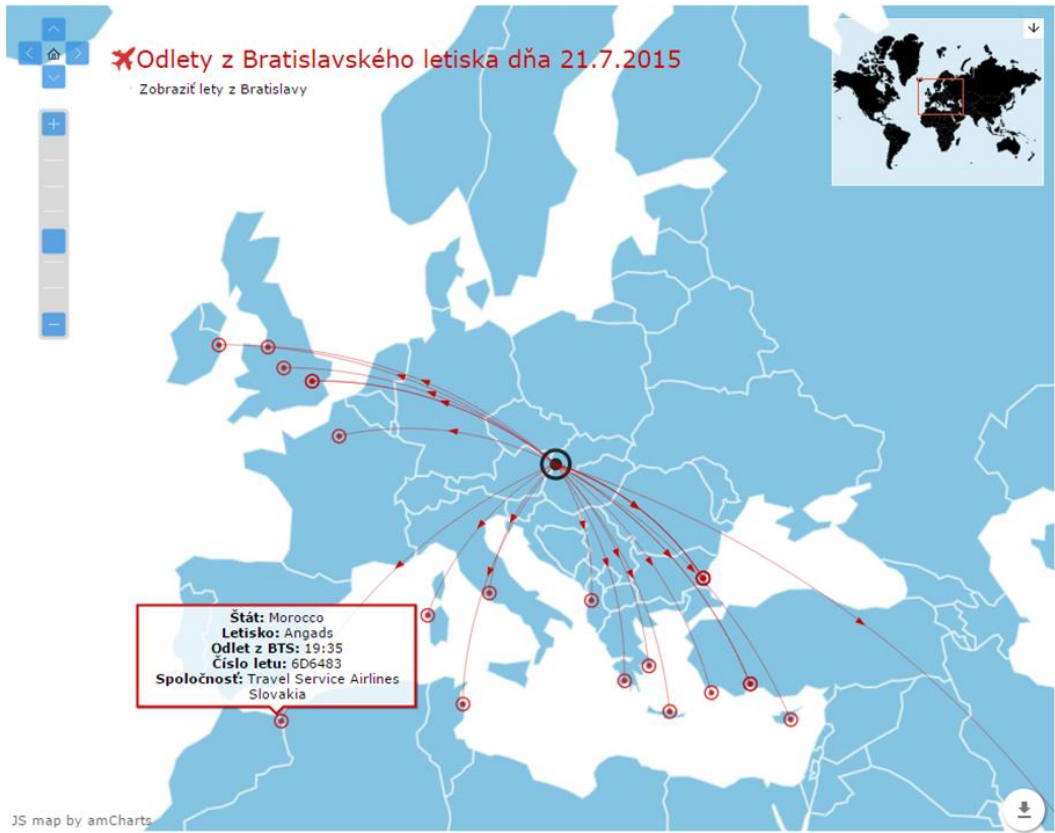 Odlety z Bratislavského letiska dňa 21.7.2015
Zobraziť lety z Bratislavy
Štát: Morocco
Letisko: Angads
Odlet z BTS: 19:35
Číslo letu: 6D6483
Spoločnosť: Travel Service Airlines
Slovakia
JS map by amCharts